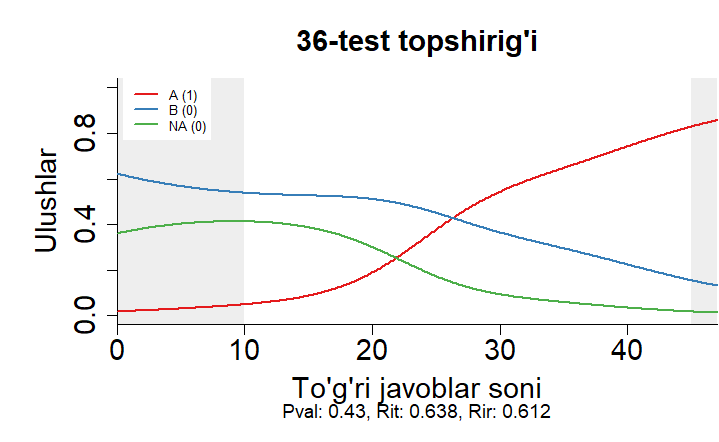 36-test topshirig'i
A (1)
B (0)
NA (0)
Ulushlar
0.8
0.4
0.0
0 10 20 30 40
To'g'ri javoblar soni
Pval: 0.43, Rit: 0.638, Rir: 0.612